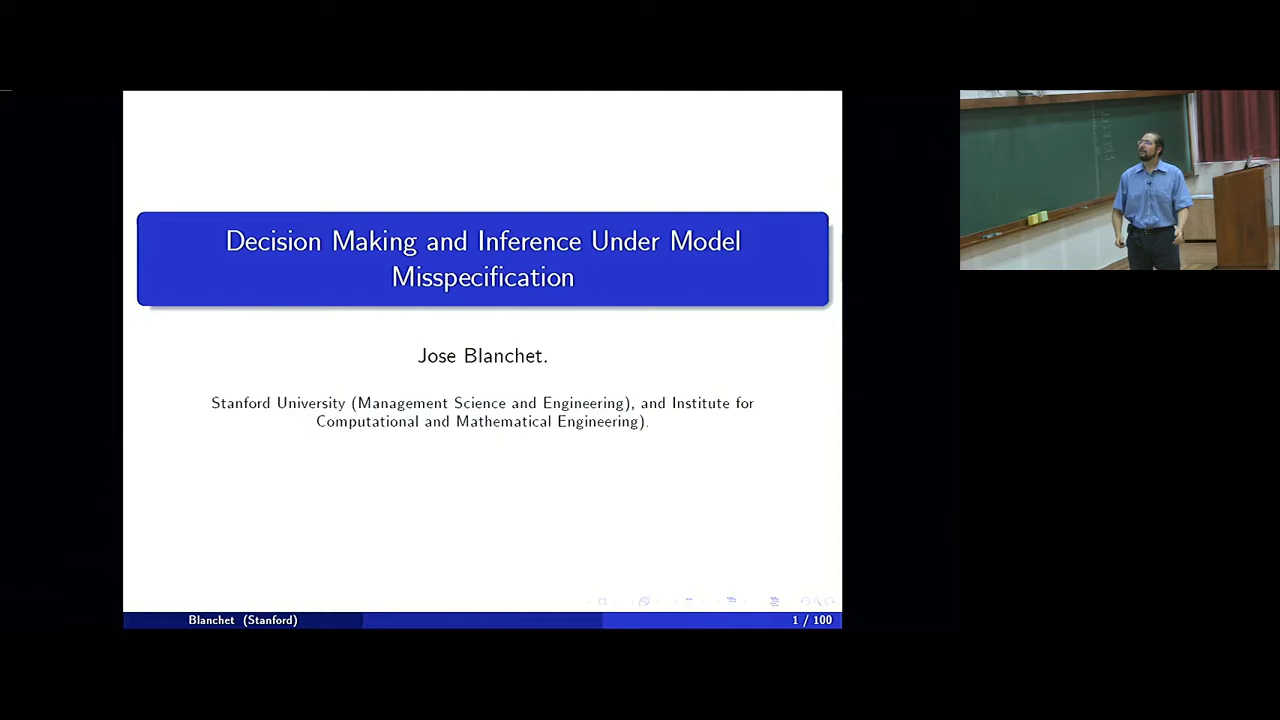 Decision Making and Inference Under Model
Misspecification
Jose Blanchet.
Stanford University (Management Science and Engineering), and Institute for
Computational and Mathematical Engineering).
Blanchet (Stanford)
1 / 100